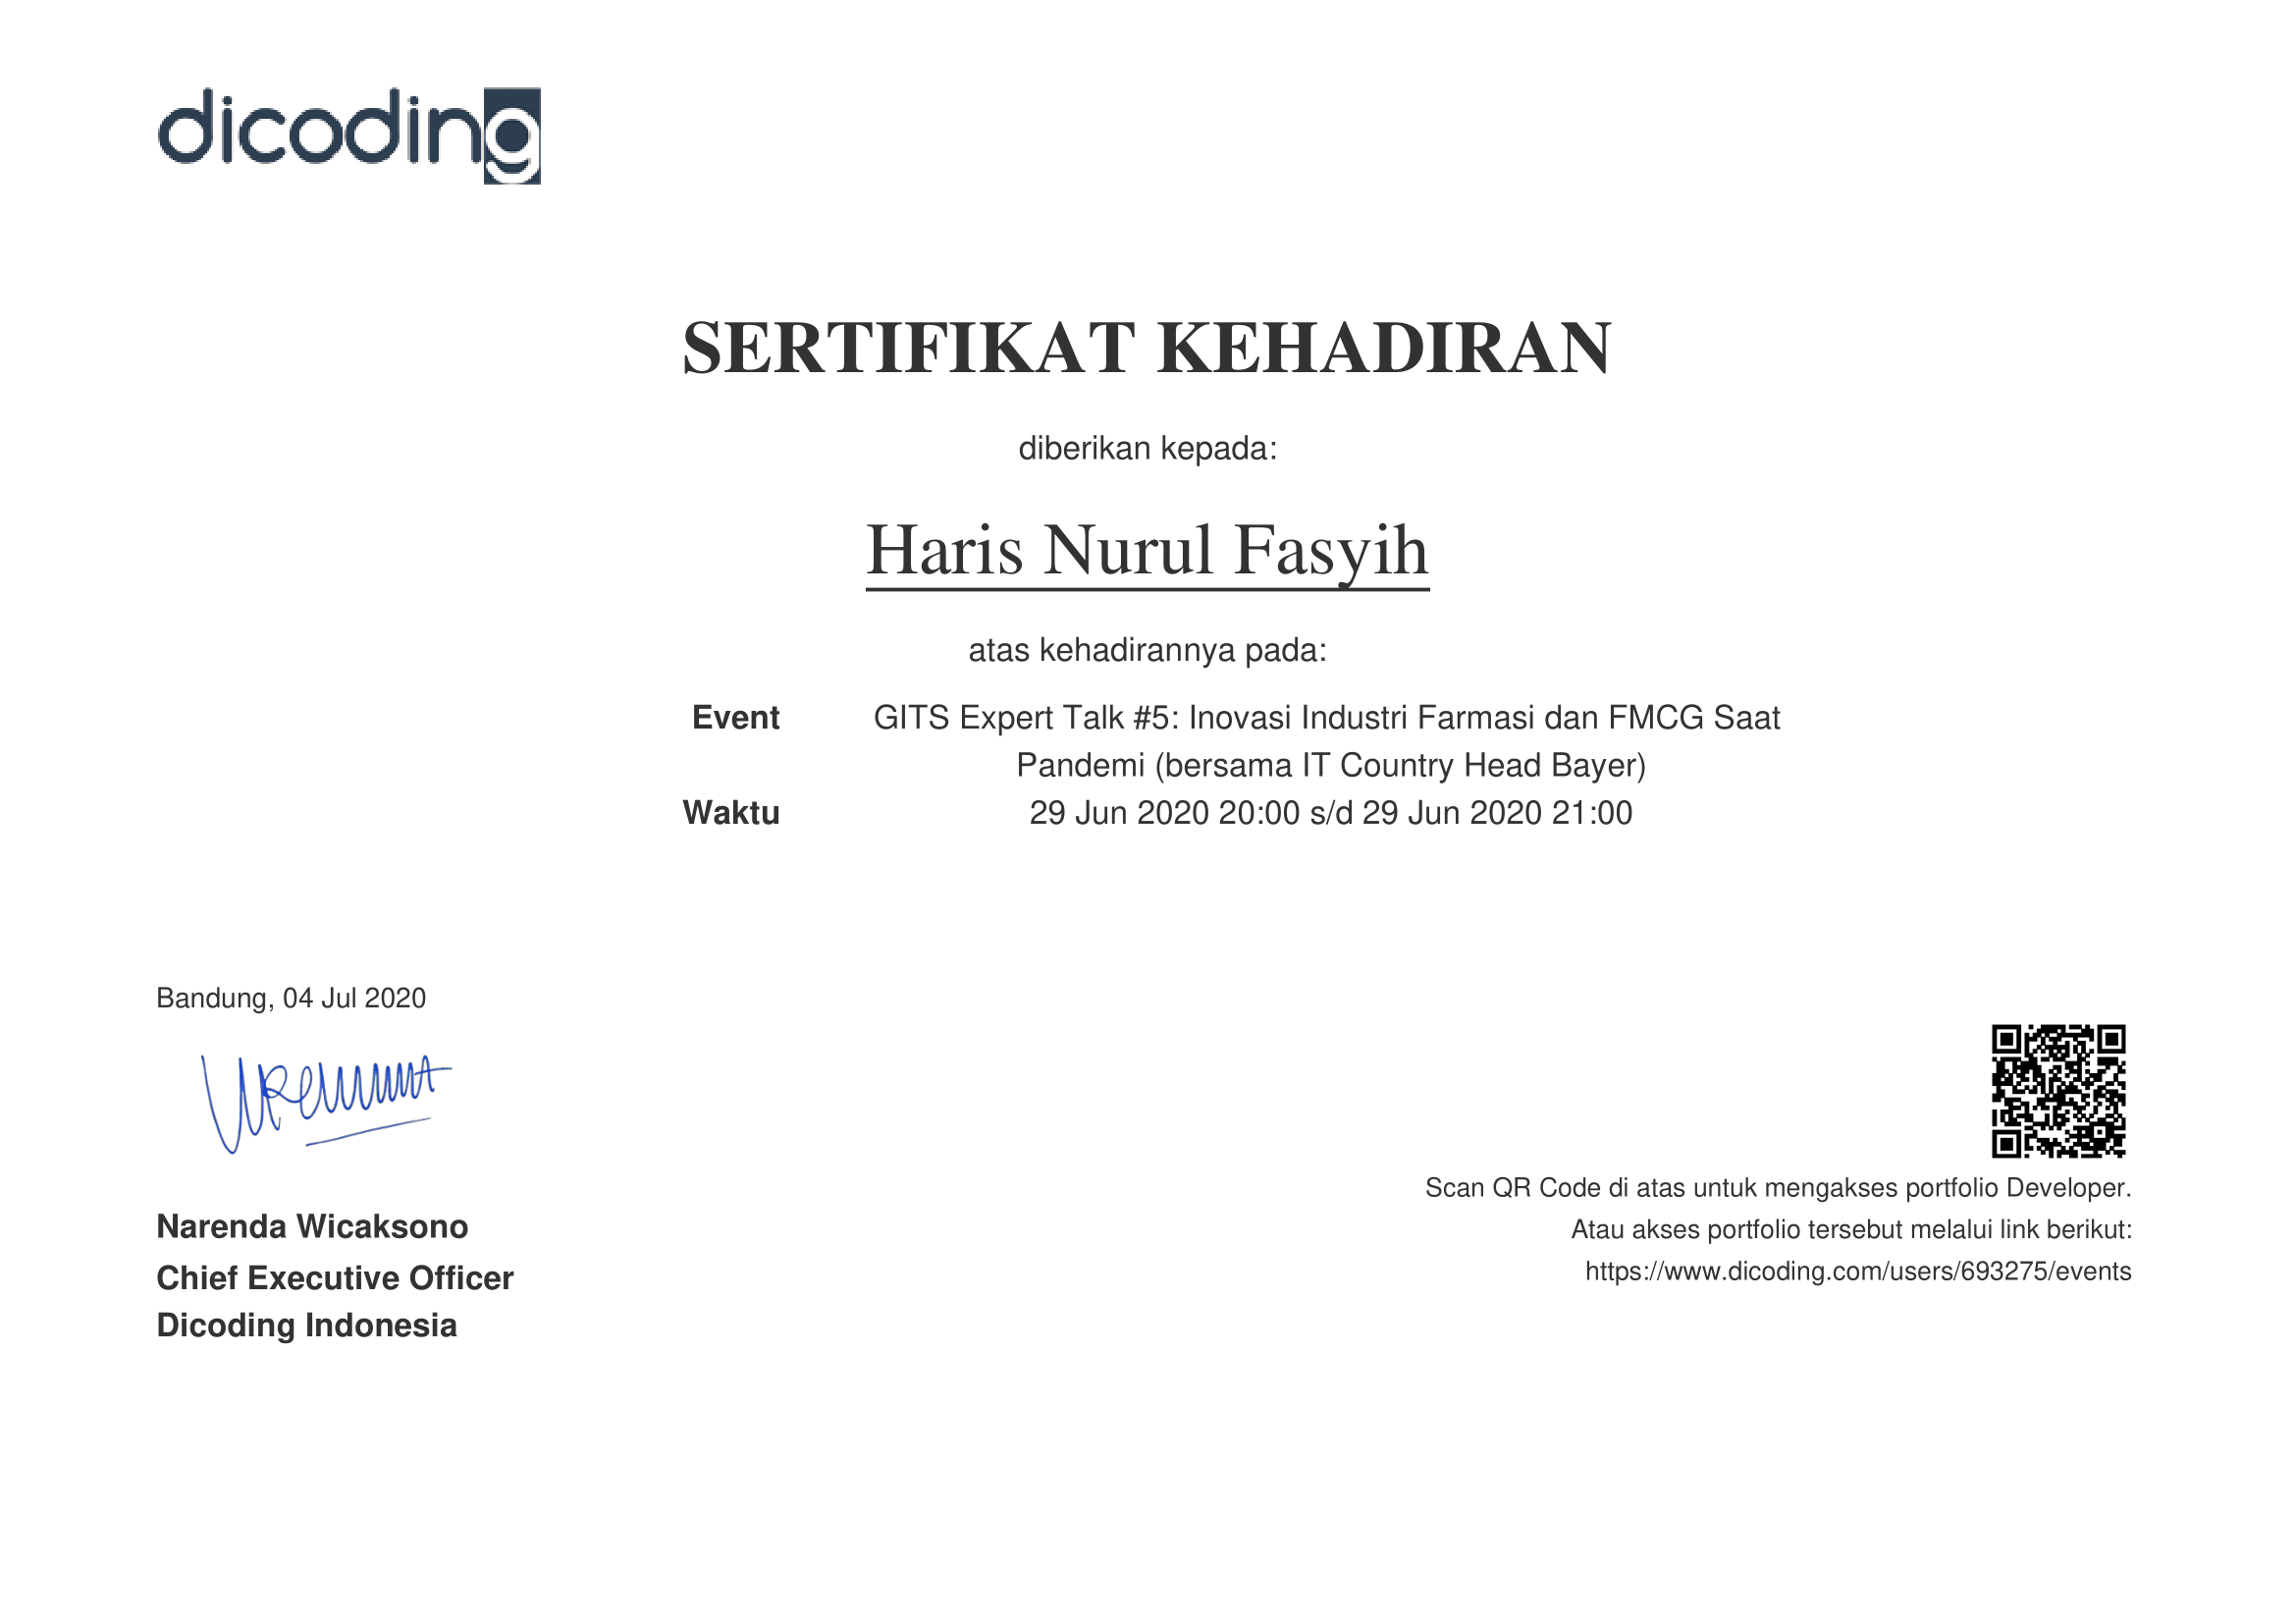 dicoding
SERTIFIKAT KEHADIRAN
diberikan kepada:
Haris Nurul Fasyih
atas kehadirannya pada:
Event GITS Expert Talk #5: Inovasi Industri Farmasi dan FMCG Saat
Pandemi (bersama IT Country Head Bayer)
Waktu 29 Jun 2020 20:00 s/d 29 Jun 2020 21:00
Bandung, 04 Jul 2020
Narenda Wicaksono
Chief Executive Officer
Dicoding Indonesia
Scan QR Code di atas untuk mengakses portfolio Developer.
Atau akses portfolio tersebut melalui link berikut:
https://www.dicoding.com/users/693275/events